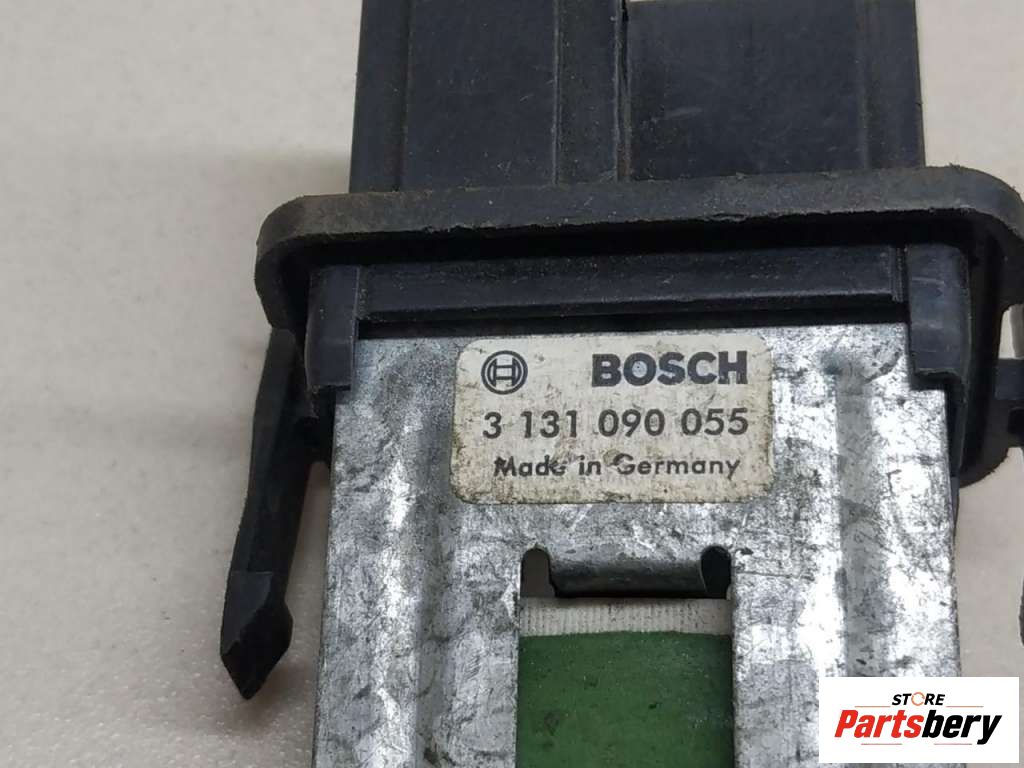 BOSCH
3 131 090 055
Made in Germany
STORE
Partsbery